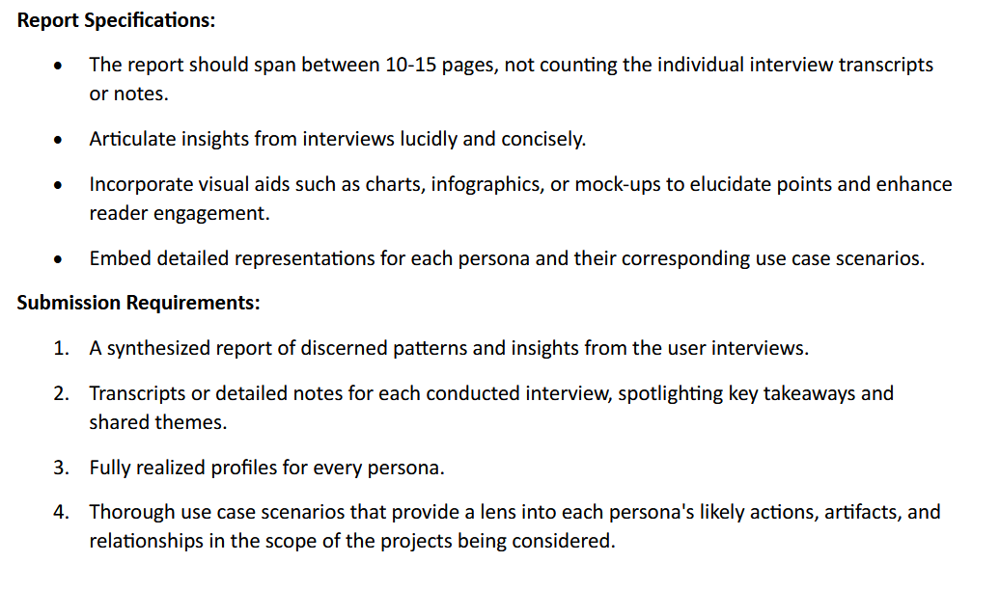 Report Specifications:
• The report should span between 10-15 pages, not counting the individual interview transcripts
or notes.
• Articulate insights from interviews lucidly and concisely.
• Incorporate visual aids such as charts, infographics, or mock-ups to elucidate points and enhance
reader engagement.
• Embed detailed representations for each persona and their corresponding use case scenarios.
Submission Requirements:
1. A synthesized report of discerned patterns and insights from the user interviews.
2. Transcripts or detailed notes for each conducted interview, spotlighting key takeaways and
shared themes.
3. Fully realized profiles for every persona.
4. Thorough use case scenarios that provide a lens into each persona's likely actions, artifacts, and
relationships in the scope of the projects being considered.